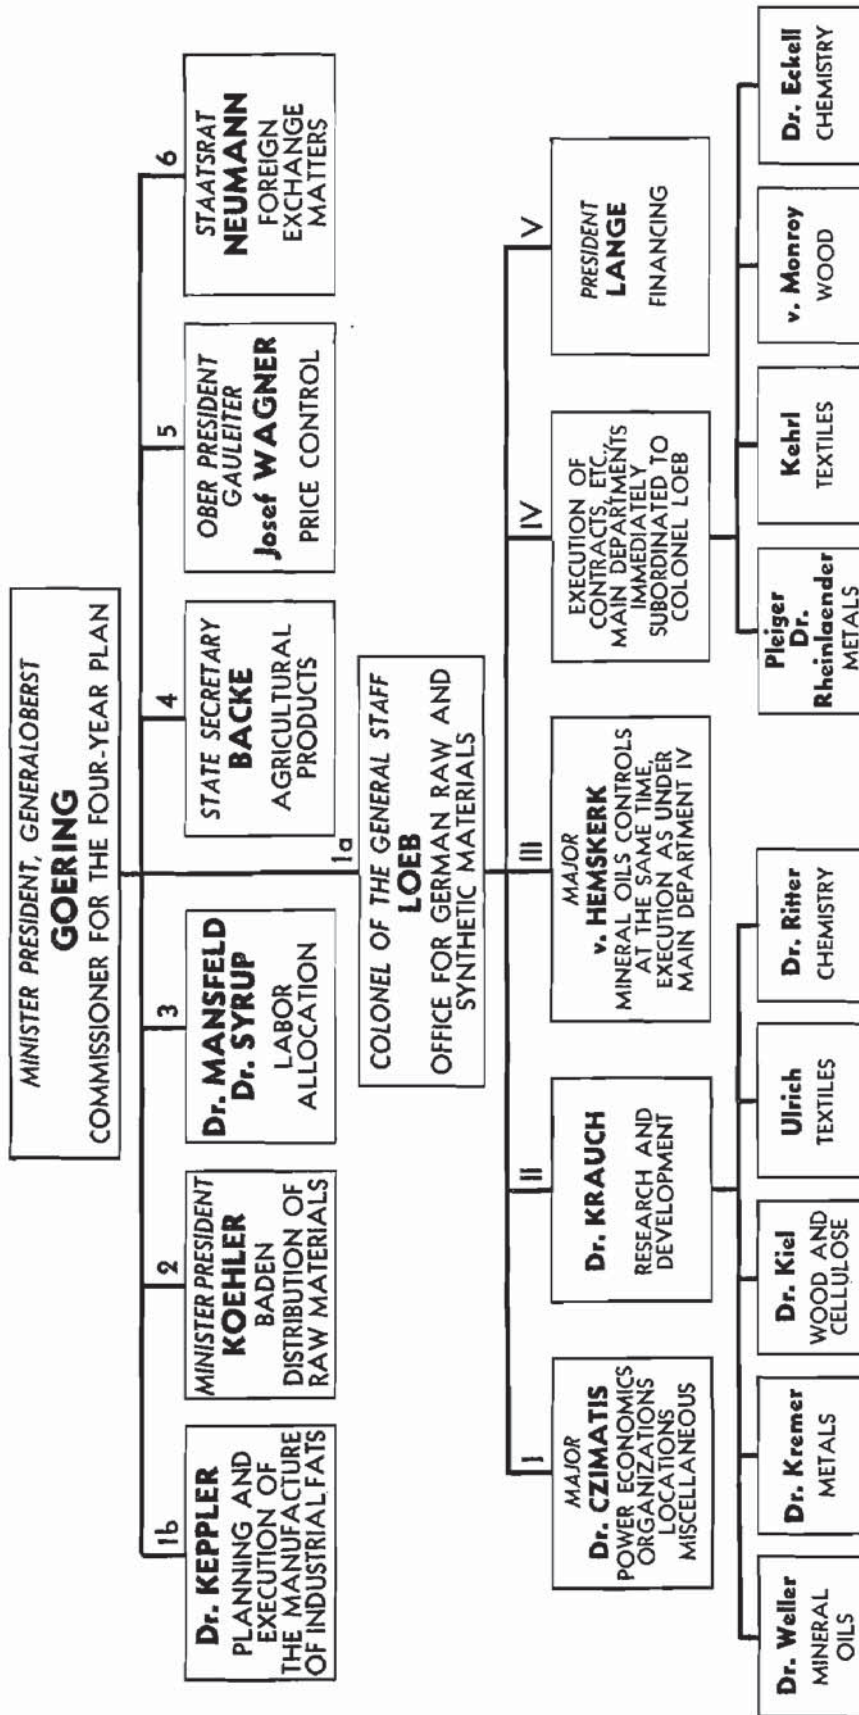 MINISTER PRESIDENT, GENERALOBERST
GOERING
COMMISSIONER FOR THE FOUR-YEAR PLAN
1b
Dr. KEPPLER
PLANNING AND
EXECUTION OF
THE MANUFACTURE
OF INDUSTRIAL FATS
2
MINISTER PRESIDENT
KOEHLER
BADEN
DISTRIBUTION OF
RAW MATERIALS
3
Dr. MANSFELD
Dr. SYRUP
LABOR
ALLOCATION
4
STATE SECRETARY
BACKE
AGRICULTURAL
PRODUCTS
5
OBER PRESIDENT
GAULEITER
Josef WAGNER
PRICE CONTROL
6
STAATSRAT
NEUMANN
FOREIGN
EXCHANGE
MATTERS
1a
COLONEL OF THE GENERAL STAFF
LOEB
OFFICE FOR GERMAN RAW AND
SYNTHETIC MATERIALS
I
MAJOR
Dr. CZIMATIS
POWER ECONOMICS
ORGANIZATIONS
LOCATIONS
MISCELLANEOUS
II
Dr. KRAUCH
RESEARCH AND
DEVELOPMENT
III
MAJOR
v. HEMSKERK
MINERAL OILS CONTROLS
AT THE SAME TIME,
EXECUTION AS UNDER
MAIN DEPARTMENT IV
IV
EXECUTION OF
CONTRACTS, ETC.,
MAIN DEPARTMENTS
IMMEDIATELY
SUBORDINATED TO
COLONEL LOEB
V
PRESIDENT
LANGE
FINANCING
Dr. Weller
MINERAL
OILS
Dr. Kremer
METALS
Dr. Kiel
WOOD AND
CELLULOSE
Ulrich
TEXTILES
Dr. Ritter
CHEMISTRY
Pleiger
Dr.
Rheinlaender
METALS
Kehrl
TEXTILES
v. Monroy
WOOD
Dr. Eckell
CHEMISTRY